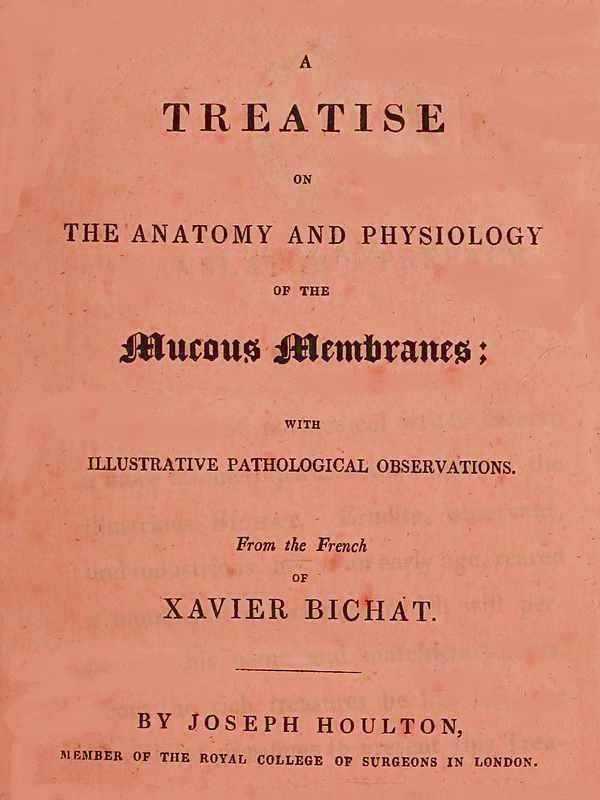 A
TREATISE
ON
THE ANATOMY AND PHYSIOLOGY
OF THE
Mucous Membranes;
WITH
ILLUSTRATIVE PATHOLOGICAL OBSERVATIONS.
From the French
OF
XAVIER BICHAT.
BY JOSEPH HOULTON,
MEMBER OF THE ROYAL COLLEGE OF SURGEONS IN LONDON.